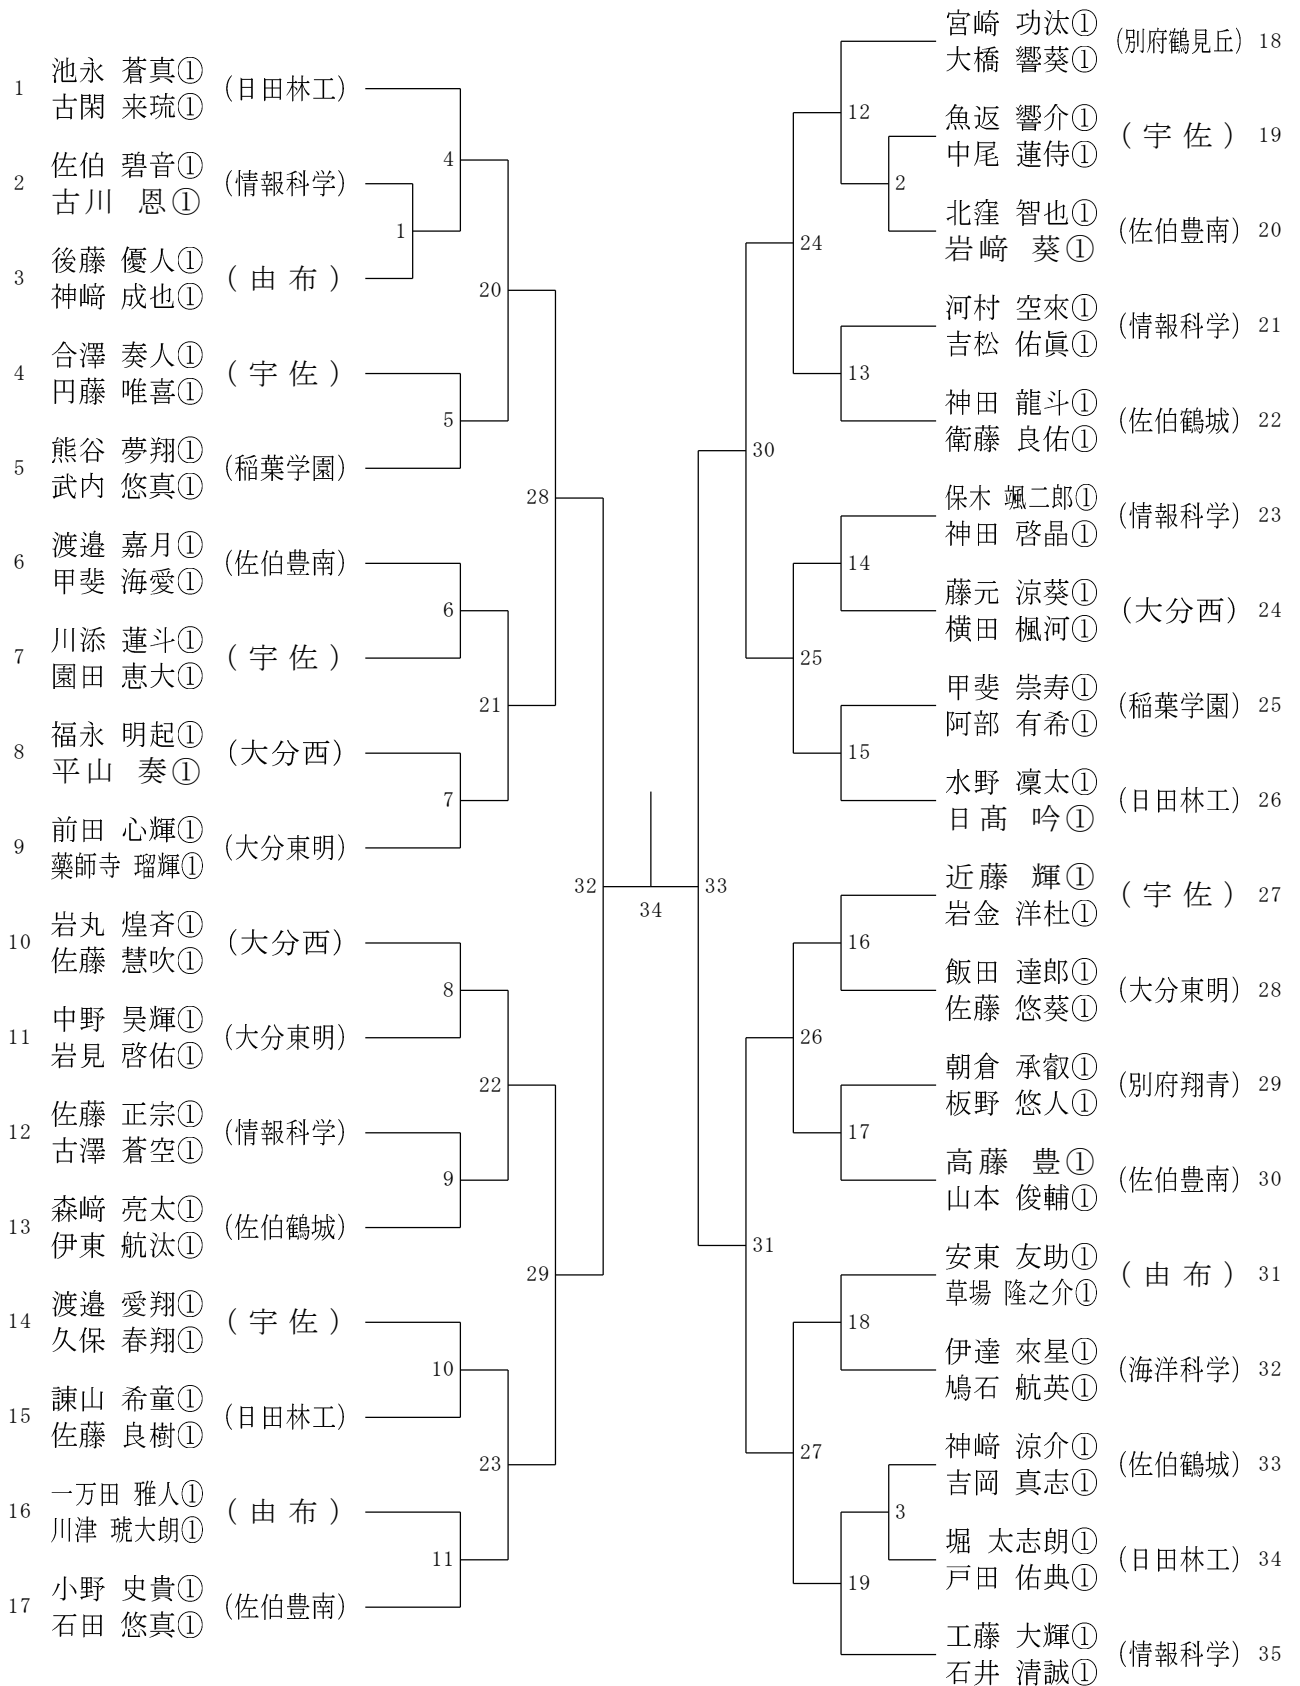 1 池永 蒼真① (日田林工)
古閑 来琉①
2 佐伯 碧音① (情報科学)
古川 恩①
3 後藤 優人① (由布)
神﨑 成也①
4 合澤 奏人① (宇佐)
円藤 唯喜①
5 熊谷 夢翔① (稲葉学園)
武内 悠真①
6 渡邉 嘉月① (佐伯豊南)
甲斐 海愛①
7 川添 蓮斗① (宇佐)
園田 恵大①
8 福永 明起① (大分西)
平山 奏①
9 前田 心輝① (大分東明)
藥師寺 瑠輝①
10 岩丸 煌斉① (大分西)
佐藤 慧吹①
11 中野 昊輝① (大分東明)
岩見 啓佑①
12 佐藤 正宗① (情報科学)
古澤 蒼空①
13 森﨑 亮太① (佐伯鶴城)
伊東 航汰①
14 渡邉 愛翔① (宇佐)
久保 春翔①
15 諌山 希童① (日田林工)
佐藤 良樹①
16 一万田 雅人① (由布)
川津 琥大朗①
17 小野 史貴① (佐伯豊南)
石田 悠真①
1
4
5
6
7
8
9
10
11
20
21
22
23
28
29
32
34
33
30
31
24
25
26
27
12
13
14
15
16
17
18
19
2
3
宮崎 功汰① (別府鶴見丘) 18
大橋 響葵①
魚返 響介① (宇佐) 19
中尾 蓮侍①
北窪 智也① (佐伯豊南) 20
岩﨑 葵①
河村 空來① (情報科学) 21
吉松 佑眞①
神田 龍斗① (佐伯鶴城) 22
衛藤 良佑①
保木 颯二郎① (情報科学) 23
神田 啓晶①
藤元 涼葵① (大分西) 24
横田 楓河①
甲斐 崇寿① (稲葉学園) 25
阿部 有希①
水野 凜太① (日田林工) 26
日髙 吟①
近藤 輝① (宇佐) 27
岩金 洋杜①
飯田 達郎① (大分東明) 28
佐藤 悠葵①
朝倉 承叡① (別府翔青) 29
板野 悠人①
高藤 豊① (佐伯豊南) 30
山本 俊輔①
安東 友助① (由布) 31
草場 隆之介①
伊達 來星① (海洋科学) 32
鳩石 航英①
神﨑 涼介① (佐伯鶴城) 33
吉岡 真志①
堀 太志朗① (日田林工) 34
戸田 佑典①
工藤 大輝① (情報科学) 35
石井 清誠①